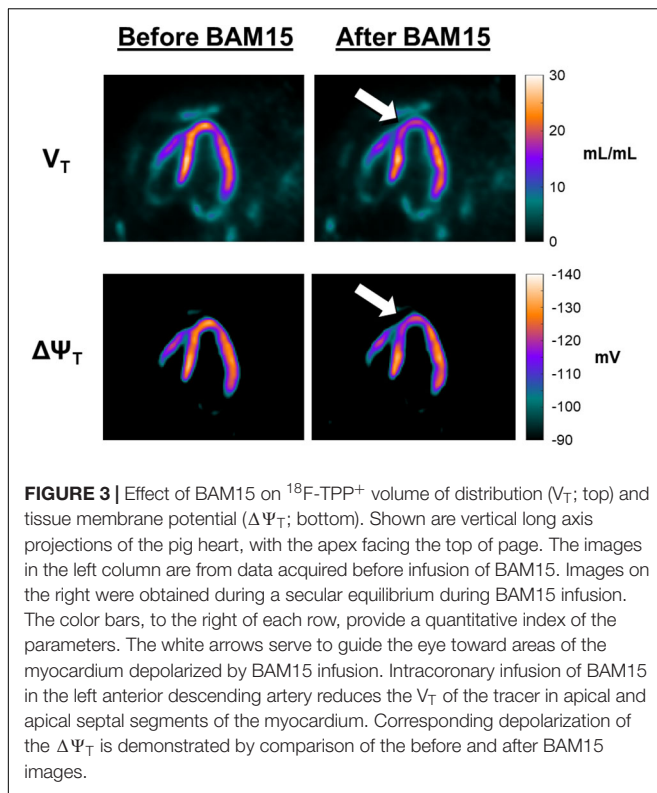 Before BAM15 After BAM15
V_T
30
20
mL/mL
10
0
ΔΨ_T
-140
-130
-120
mV
-110
-100
-90
FIGURE 3 | Effect of BAM15 on ¹⁸F-TPP⁺ volume of distribution (V_T; top) and
tissue membrane potential (ΔΨ_T; bottom). Shown are vertical long axis
projections of the pig heart, with the apex facing the top of page. The images
in the left column are from data acquired before infusion of BAM15. Images on
the right were obtained during a secular equilibrium during BAM15 infusion.
The color bars, to the right of each row, provide a quantitative index of the
parameters. The white arrows serve to guide the eye toward areas of the
myocardium depolarized by BAM15 infusion. Intracoronary infusion of BAM15
in the left anterior descending artery reduces the V_T of the tracer in apical and
apical septal segments of the myocardium. Corresponding depolarization of
the ΔΨ_T is demonstrated by comparison of the before and after BAM15
images.